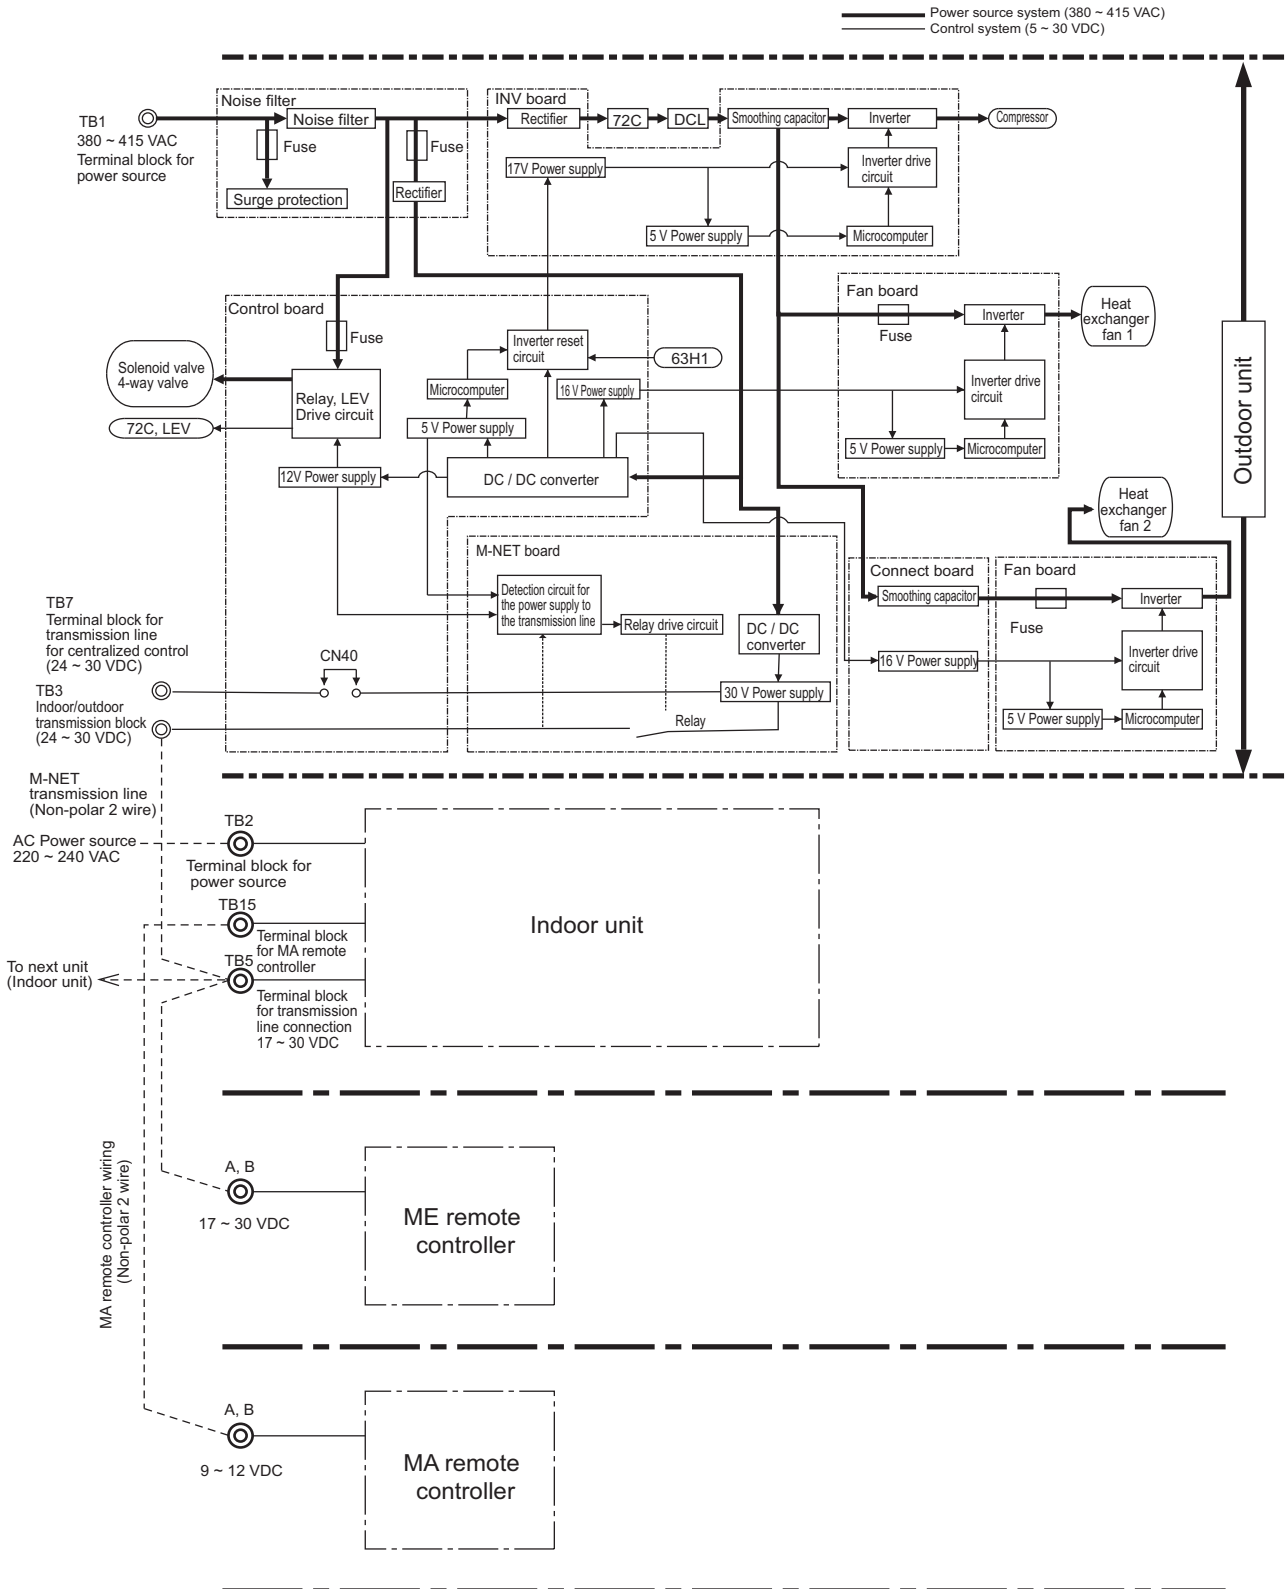 Power source system (380 ~ 415 VAC)
Control system (5 ~ 30 VDC)
Noise filter
INV board
TB1
380 ~ 415 VAC
Terminal block for
power source
Noise filter
Rectifier
72C
DCL
Smoothing capacitor
Inverter
Compressor
Fuse
Fuse
Surge protection
Rectifier
17V Power supply
Inverter drive
circuit
5 V Power supply
Microcomputer
Fan board
Fuse
Inverter
Heat
exchanger
fan 1
Inverter drive
circuit
5 V Power supply
Microcomputer
Control board
Fuse
Inverter reset
circuit
63H1
Solenoid valve
4-way valve
Relay, LEV
Drive circuit
Microcomputer
16 V Power supply
72C, LEV
5 V Power supply
12V Power supply
DC / DC converter
Outdoor unit
Heat
exchanger
fan 2
M-NET board
Detection circuit for
the power supply to
the transmission line
Relay drive circuit
DC / DC
converter
30 V Power supply
Relay
Connect board
Smoothing capacitor
16 V Power supply
Fan board
Fuse
Inverter
Inverter drive
circuit
5 V Power supply
Microcomputer
TB7
Terminal block for
transmission line
for centralized control
(24 ~ 30 VDC)
CN40
TB3
Indoor/outdoor
transmission block
(24 ~ 30 VDC)
M-NET
transmission line
(Non-polar 2 wire)
TB2
AC Power source
220 ~ 240 VAC
Terminal block for
power source
TB15
Terminal block
for MA remote
controller
Indoor unit
To next unit
(Indoor unit)
TB5
Terminal block
for transmission
line connection
17 ~ 30 VDC
MA remote controller wiring
(Non-polar 2 wire)
A, B
17 ~ 30 VDC
ME remote
controller
A, B
9 ~ 12 VDC
MA remote
controller